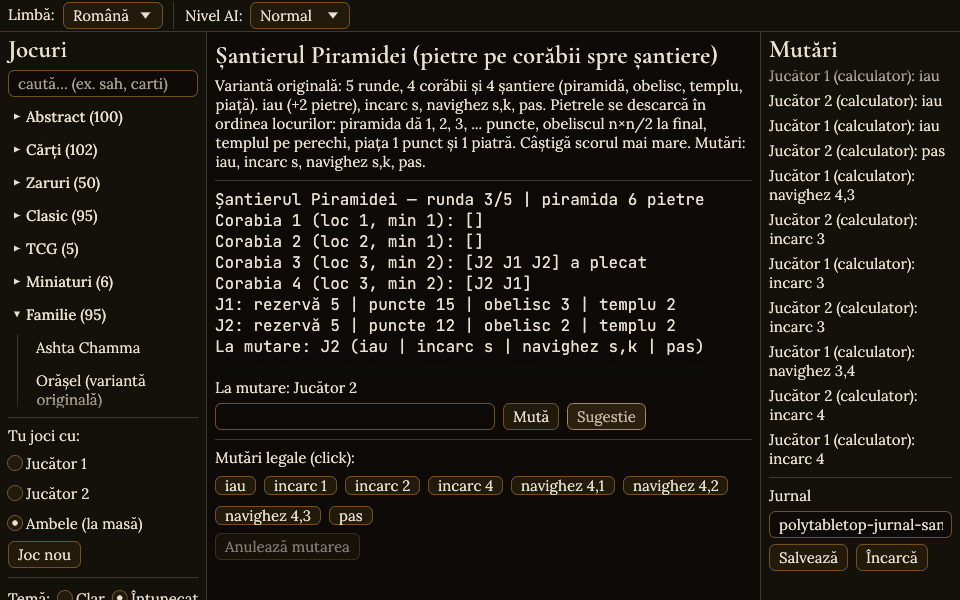 Limbă: Română ▼ Nivel AI: Normal ▼
Jocuri
caută... (ex. sah, carti)
▸ Abstract (100)
▸ Cărți (102)
▸ Zaruri (50)
▸ Clasic (95)
▸ TCG (5)
▸ Miniaturi (6)
▾ Familie (95)
Ashta Chamma
Orășel (variantă
originală)
Tu joci cu:
Jucător 1
Jucător 2
Ambele (la masă)
Joc nou
Temă: Clar Întunecat
Șantierul Piramidei (pietre pe corăbii spre șantiere)
Variantă originală: 5 runde, 4 corăbii și 4 șantiere (piramidă, obelisc, templu,
piață). iau (+2 pietre), incarc s, navighez s,k, pas. Pietrele se descarcă în
ordinea locurilor: piramida dă 1, 2, 3, ... puncte, obeliscul n×n/2 la final,
templul pe perechi, piața 1 punct și 1 piatră. Câștigă scorul mai mare. Mutări:
iau, incarc s, navighez s,k, pas.
Șantierul Piramidei — runda 3/5 | piramida 6 pietre
Corabia 1 (loc 1, min 1): []
Corabia 2 (loc 2, min 1): []
Corabia 3 (loc 3, min 2): [J2 J1 J2] a plecat
Corabia 4 (loc 3, min 2): [J2 J1]
J1: rezervă 5 | puncte 15 | obelisc 3 | templu 2
J2: rezervă 5 | puncte 12 | obelisc 2 | templu 2
La mutare: J2 (iau | incarc s | navighez s,k | pas)
La mutare: Jucător 2
Mută Sugestie
Mutări legale (click):
iau incarc 1 incarc 2 incarc 4 navighez 4,1 navighez 4,2
navighez 4,3 pas
Anulează mutarea
Mutări
Jucător 1 (calculator): iau
Jucător 2 (calculator): iau
Jucător 1 (calculator): iau
Jucător 2 (calculator): pas
Jucător 1 (calculator):
navighez 4,3
Jucător 2 (calculator):
incarc 3
Jucător 1 (calculator):
incarc 3
Jucător 2 (calculator):
incarc 3
Jucător 1 (calculator):
navighez 3,4
Jucător 2 (calculator):
incarc 4
Jucător 1 (calculator):
incarc 4
Jurnal
polytabletop-jurnal-san
Salvează Încarcă